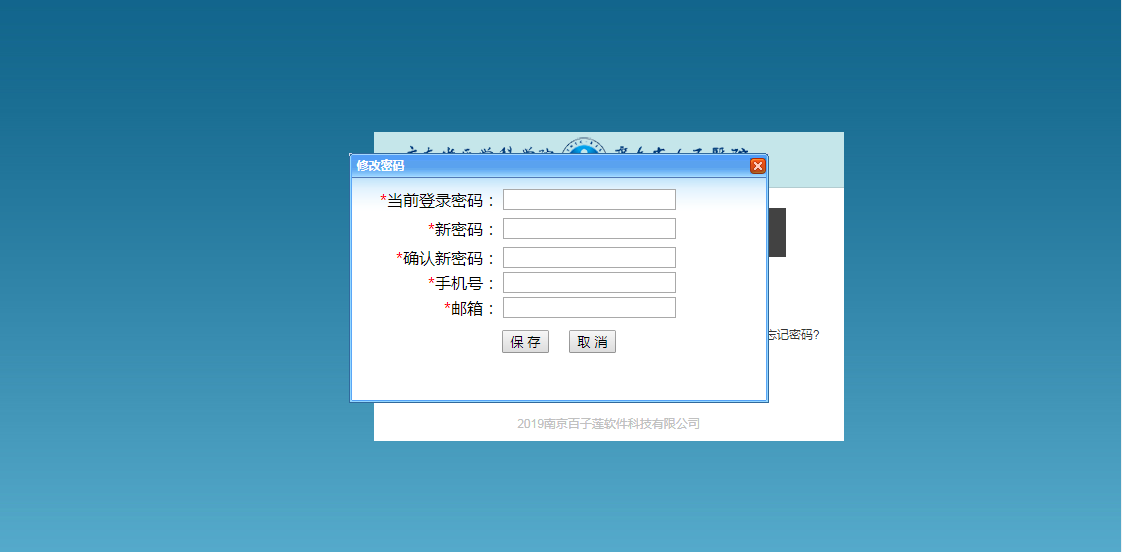 修改密码
*当前登录密码：
*新密码：
*确认新密码：
*手机号：
*邮箱：
保 存 取 消
忘记密码?
2019南京百子莲软件科技有限公司